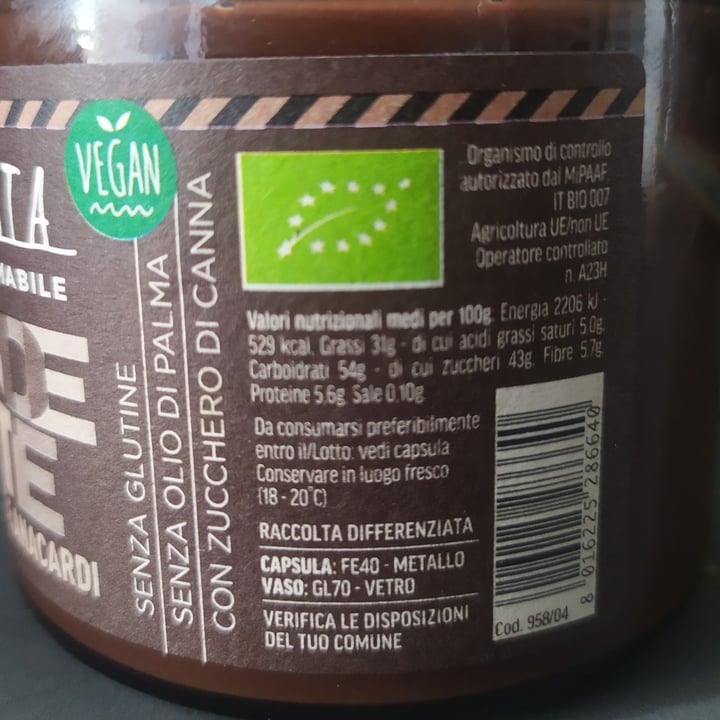 VEGAN
TA
MABILE
DE
TE
ANACARDI
SENZA GLUTINE
SENZA OLIO DI PALMA
CON ZUCCHERO DI CANNA
Organismo di controllo
autorizzato dal MiPAAF
IT BIO 007
Agricoltura UE/non UE
Operatore controllato
n. A23H
Valori nutrizionali medi per 100g: Energia 2206 kJ -
529 kcal, Grassi 31g - di cui acidi grassi saturi 5.0g,
Carboidrati 54g - di cui zuccheri 43g, Fibre 5.7g,
Proteine 5.6g, Sale 0.10g
Da consumarsi preferibilmente
entro il/Lotto: vedi capsula
Conservare in luogo fresco
(18 - 20°C)
RACCOLTA DIFFERENZIATA
CAPSULA: FE40 - METALLO
VASO: GL70 - VETRO
VERIFICA LE DISPOSIZIONI
DEL TUO COMUNE
8 016225 286640
Cod. 958/04